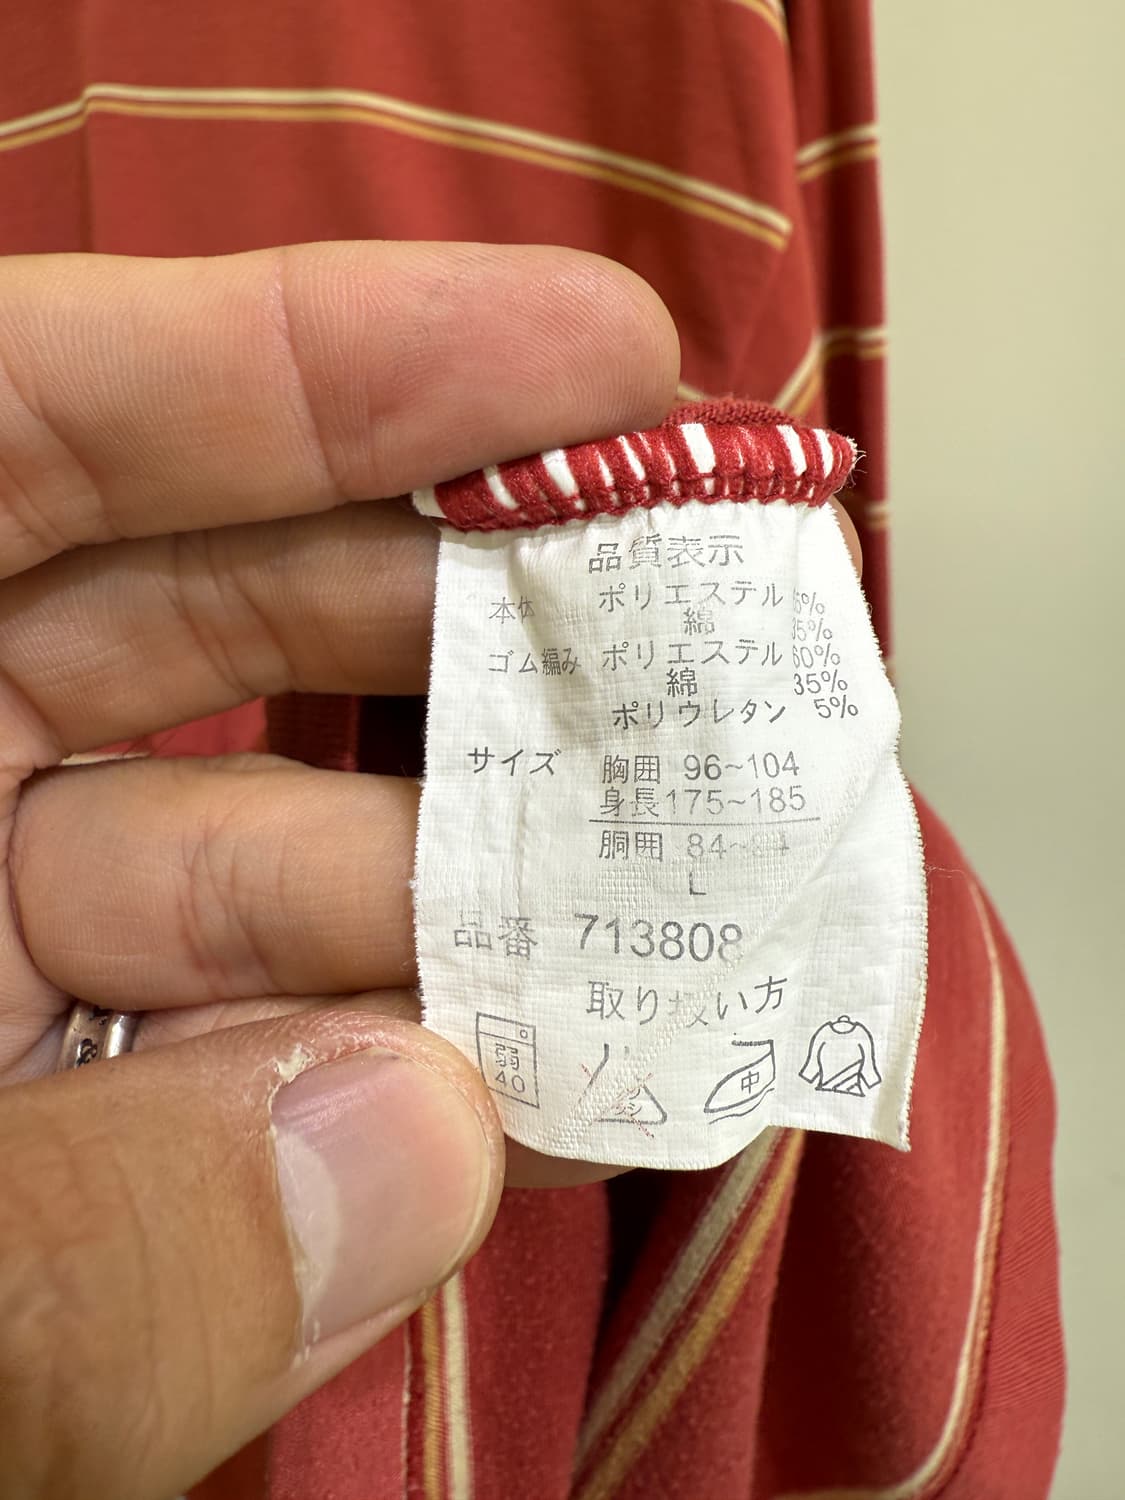 品質表示
本体 ポリエステル 5%
綿 35%
ゴム編み ポリエステル 60%
綿 35%
ポリウレタン 5%
サイズ 胸囲 96~104
身長 175~185
胴囲 84~
L
品番 713808
取り扱い方
弱
40
中